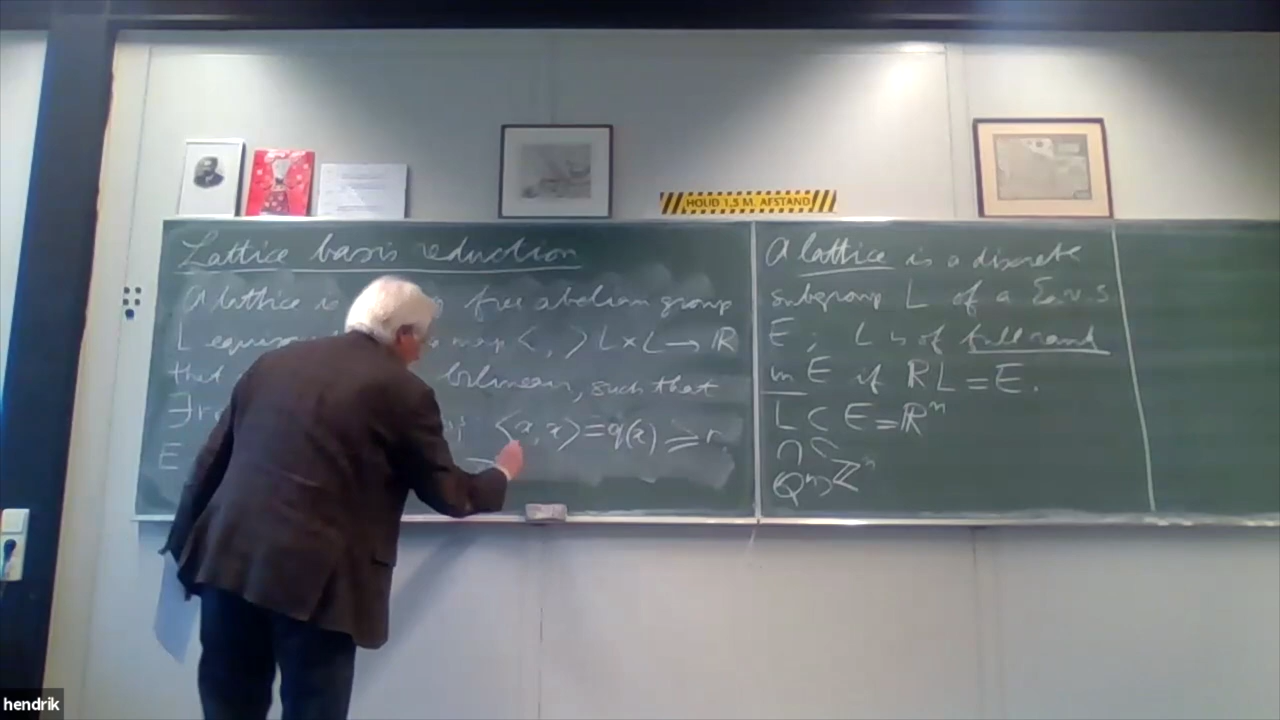 HOUD 1,5 M. AFSTAND
Lattice basis reduction
A lattice is free abelian group
L map < , > L × L → ℝ
that bilinear, such that
∃ r <x, x> = q(x) ≥ r
E
A lattice is a discrete
subgroup L of a E.v.s
E, L is of full rank
in E if ℝL = E.
L ⊂ E = ℝⁿ
∩ ⊂
ℚⁿ ⊃ ℤⁿ
hendrik